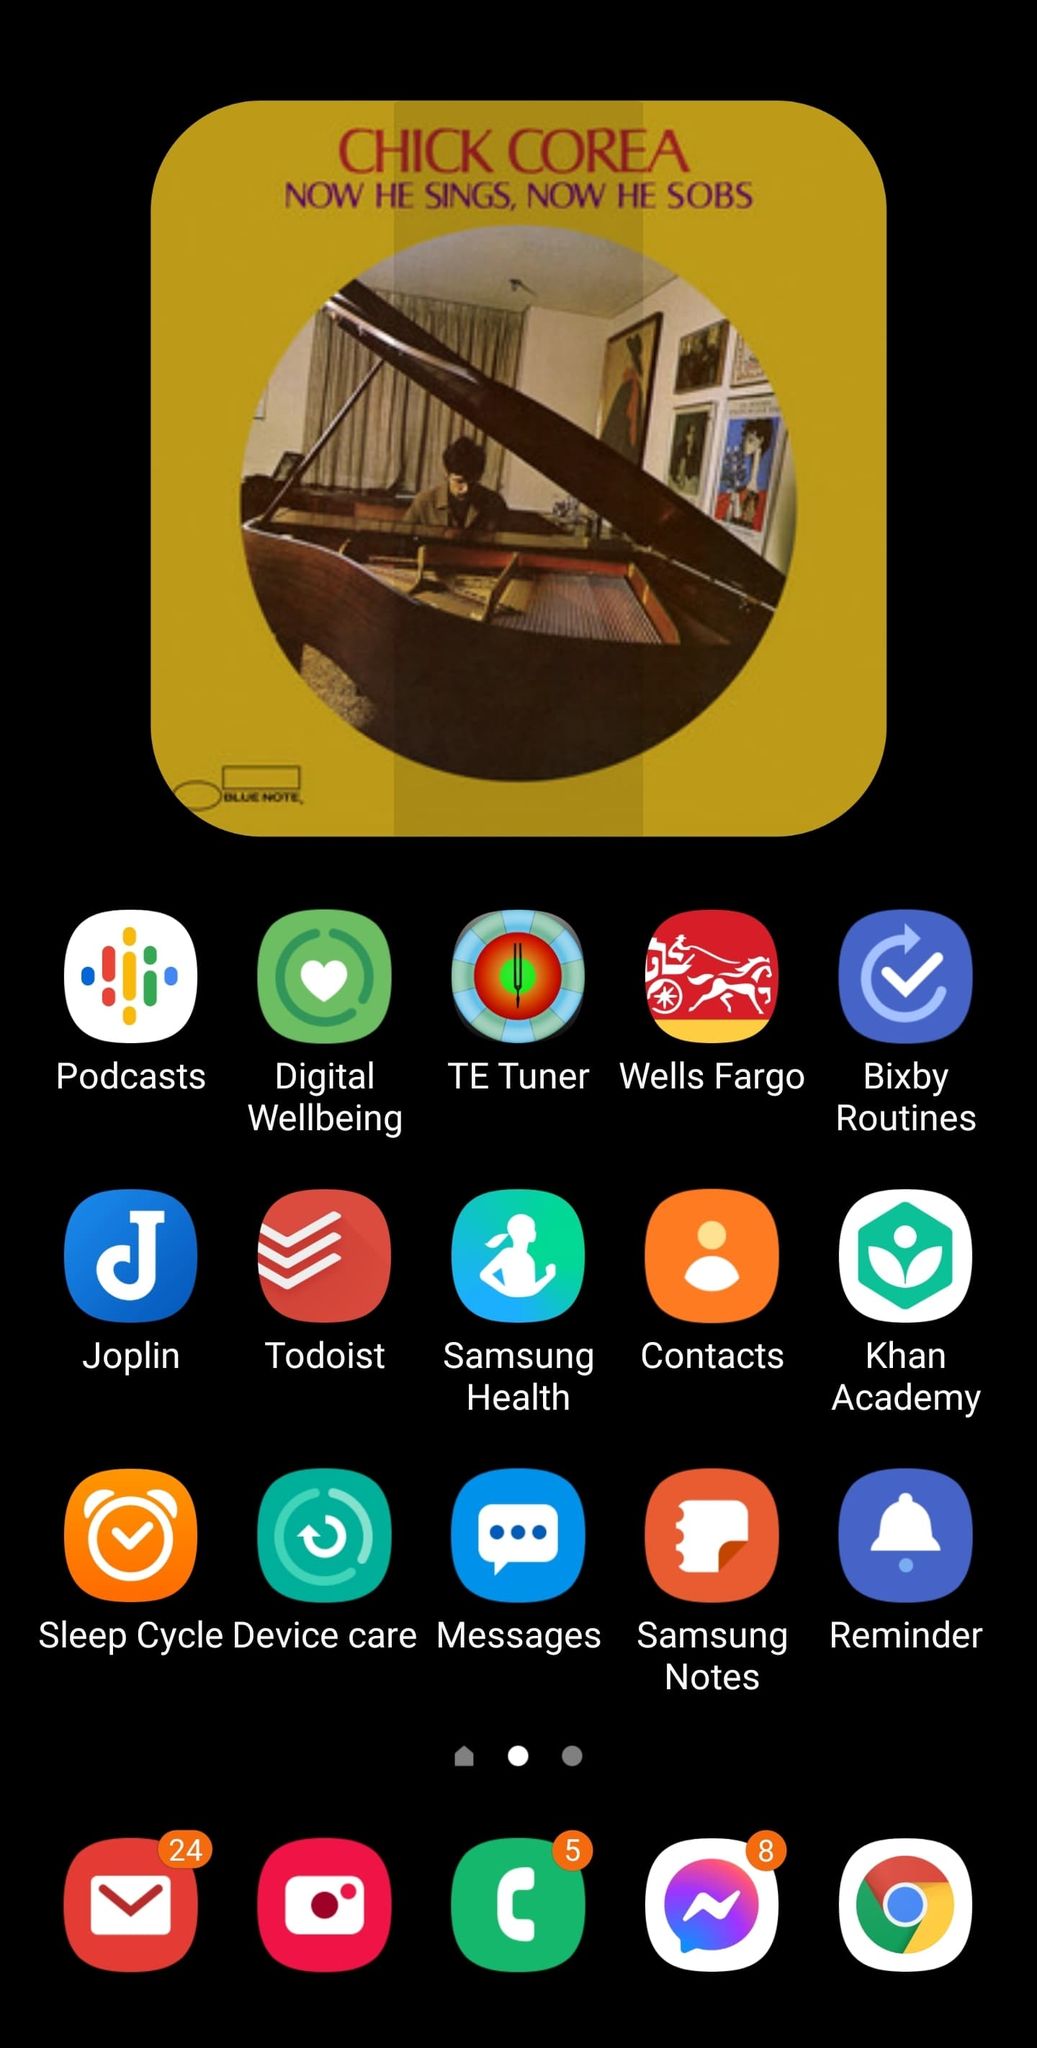 CHICK COREA
NOW HE SINGS, NOW HE SOBS
BLUE NOTE
Podcasts
Digital Wellbeing
TE Tuner
Wells Fargo
Bixby Routines
Joplin
Todoist
Samsung Health
Contacts
Khan Academy
Sleep Cycle
Device care
Messages
Samsung Notes
Reminder
24
5
8